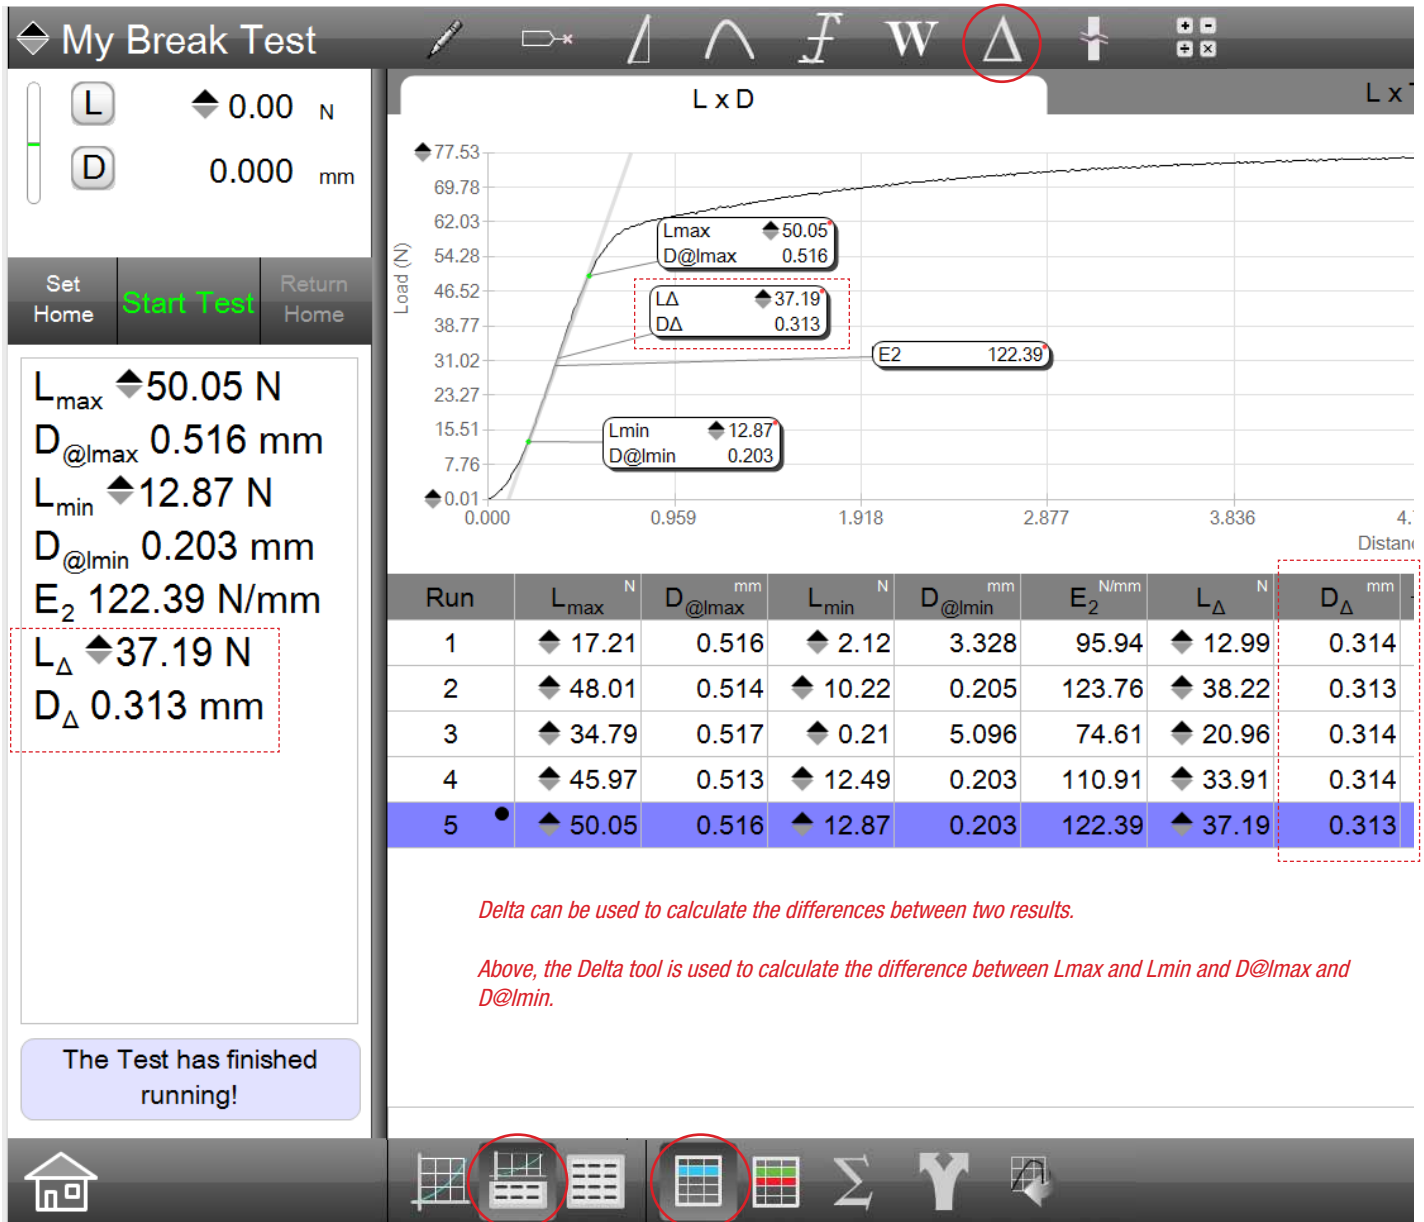 My Break Test
W Δ
L 0.00 N
D 0.000 mm
Set Home
Start Test
Return Home
Lmax 50.05 N
D@lmax 0.516 mm
Lmin 12.87 N
D@lmin 0.203 mm
E2 122.39 N/mm
LΔ 37.19 N
DΔ 0.313 mm
The Test has finished
running!
L x D
L x
Load (N)
77.53
69.78
62.03
54.28
46.52
38.77
31.02
23.27
15.51
7.76
0.01
Lmax 50.05
D@lmax 0.516
LΔ 37.19
DΔ 0.313
E2 122.39
Lmin 12.87
D@lmin 0.203
0.000 0.959 1.918 2.877 3.836 4.
Distan
Run Lmax N D@lmax mm Lmin N D@lmin mm E2 N/mm LΔ N DΔ mm
1 17.21 0.516 2.12 3.328 95.94 12.99 0.314
2 48.01 0.514 10.22 0.205 123.76 38.22 0.313
3 34.79 0.517 0.21 5.096 74.61 20.96 0.314
4 45.97 0.513 12.49 0.203 110.91 33.91 0.314
5 50.05 0.516 12.87 0.203 122.39 37.19 0.313
Delta can be used to calculate the differences between two results.
Above, the Delta tool is used to calculate the difference between Lmax and Lmin and D@lmax and
D@lmin.
Σ